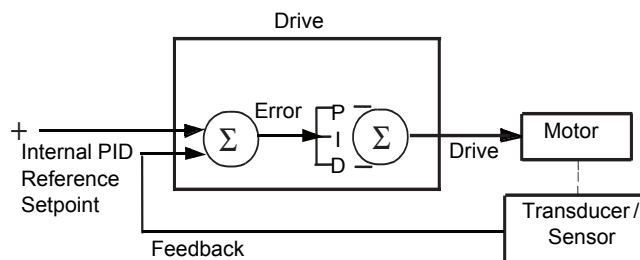 Drive
Error
P
I
D
Σ
Σ
+
Internal PID
Reference
Setpoint
Drive
Motor
Transducer/
Sensor
Feedback